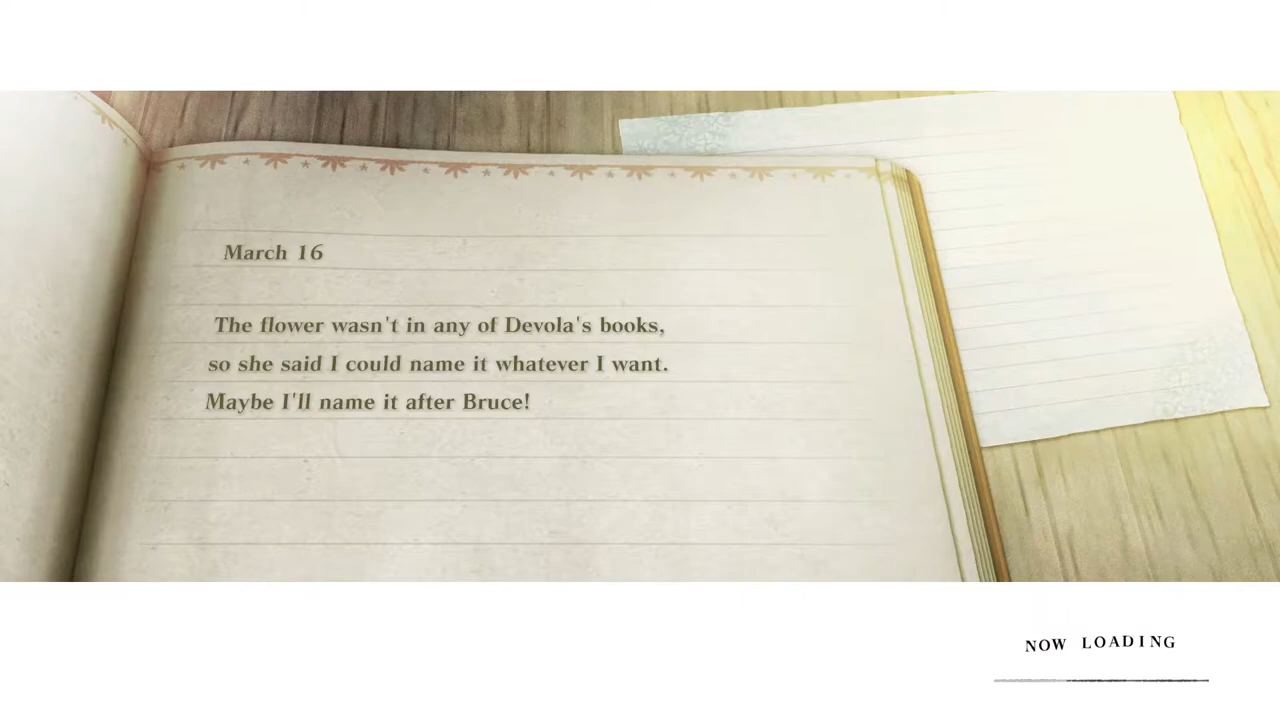 March 16
The flower wasn't in any of Devola's books,
so she said I could name it whatever I want.
Maybe I'll name it after Bruce!
NOW LOADING